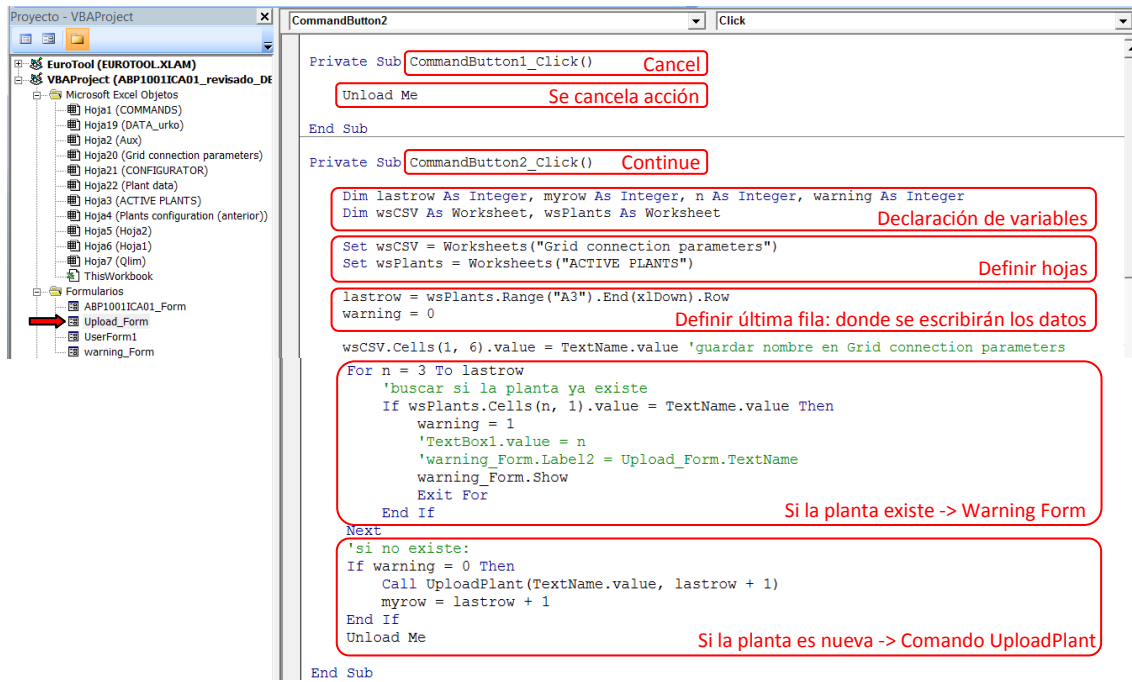 Proyecto - VBAProject
EuroTool (EUROTOOL.XLAM)
VBAProject (ABP1001ICA01_revisado_DE
Microsoft Excel Objetos
Hoja1 (COMMANDS)
Hoja19 (DATA_urko)
Hoja2 (Aux)
Hoja20 (Grid connection parameters)
Hoja21 (CONFIGURATOR)
Hoja22 (Plant data)
Hoja3 (ACTIVE PLANTS)
Hoja4 (Plants configuration (anterior))
Hoja5 (Hoja2)
Hoja6 (Hoja1)
Hoja7 (Qlim)
ThisWorkbook
Formularios
ABP1001ICA01_Form
Upload_Form
UserForm1
warning_Form
CommandButton2 Click
Private Sub CommandButton1_Click() Cancel
Unload Me Se cancela acción
End Sub
Private Sub CommandButton2_Click() Continue
Dim lastrow As Integer, myrow As Integer, n As Integer, warning As Integer
Dim wsCSV As Worksheet, wsPlants As Worksheet
Declaración de variables
Set wsCSV = Worksheets("Grid connection parameters")
Set wsPlants = Worksheets("ACTIVE PLANTS")
Definir hojas
lastrow = wsPlants.Range("A3").End(xlDown).Row
warning = 0
Definir última fila: donde se escribirán los datos
wsCSV.Cells(1, 6).value = TextName.value 'guardar nombre en Grid connection parameters
For n = 3 To lastrow
'buscar si la planta ya existe
If wsPlants.Cells(n, 1).value = TextName.value Then
warning = 1
'TextBox1.value = n
'warning_Form.Label2 = Upload_Form.TextName
warning_Form.Show
Exit For
End If
Si la planta existe -> Warning Form
Next
'si no existe:
If warning = 0 Then
Call UploadPlant(TextName.value, lastrow + 1)
myrow = lastrow + 1
End If
Unload Me
Si la planta es nueva -> Comando UploadPlant
End Sub